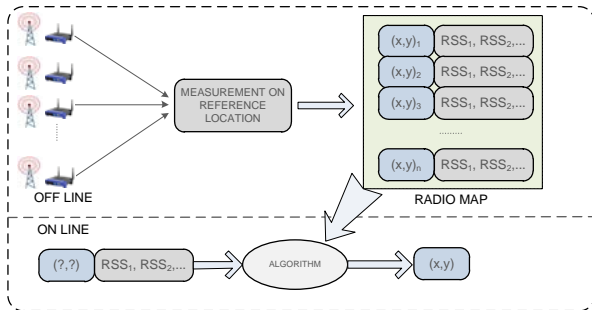 (x,y)1 RSS1, RSS2,...
(x,y)2 RSS1, RSS2,...
(x,y)3 RSS1, RSS2,...
.........
(x,y)n RSS1, RSS2,...
MEASUREMENT ON
REFERENCE
LOCATION
......
OFF LINE
RADIO MAP
ON LINE
(?,?) RSS1, RSS2,...
ALGORITHM
(x,y)